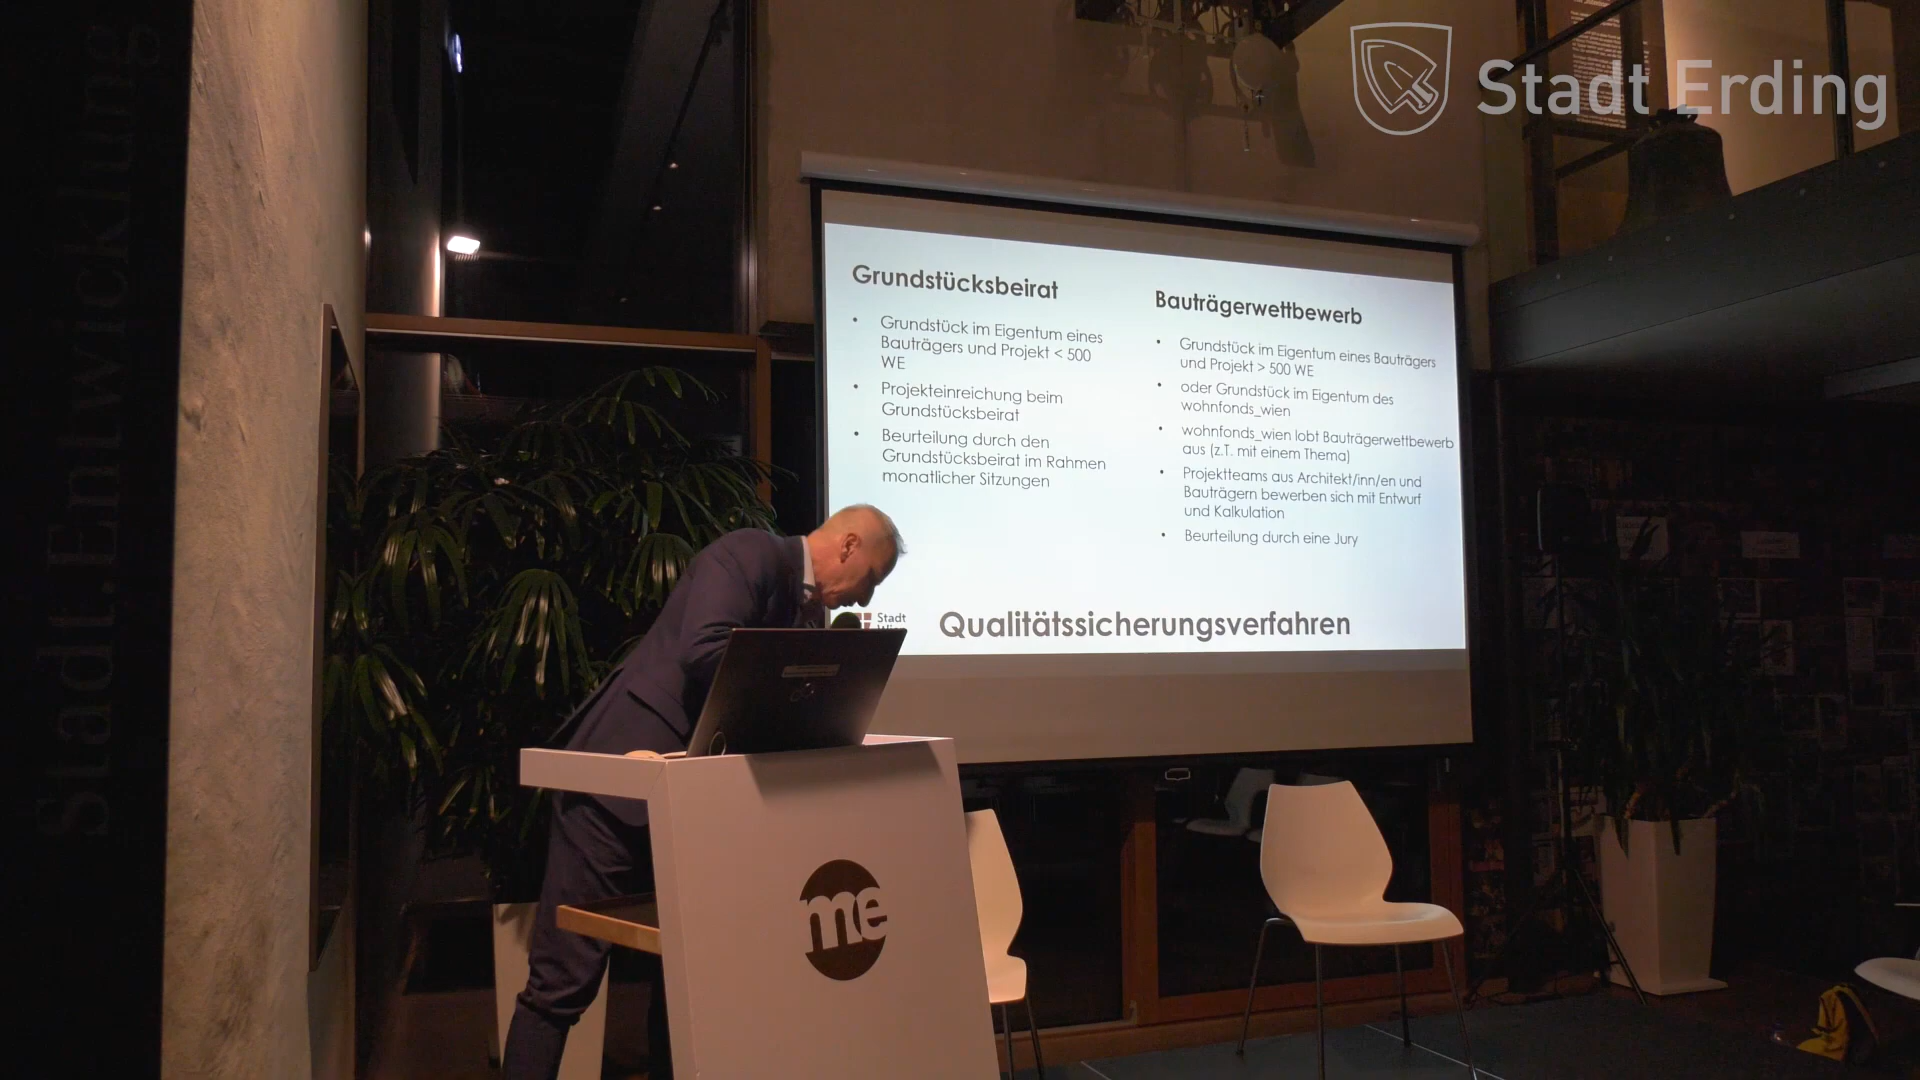 Stadt Erding
Stadt.Entwicklung
Grundstücksbeirat
• Grundstück im Eigentum eines
Bauträgers und Projekt < 500
WE
• Projekteinreichung beim
Grundstücksbeirat
• Beurteilung durch den
Grundstücksbeirat im Rahmen
monatlicher Sitzungen
Bauträgerwettbewerb
• Grundstück im Eigentum eines Bauträgers
und Projekt > 500 WE
• oder Grundstück im Eigentum des
wohnfonds_wien
• wohnfonds_wien lobt Bauträgerwettbewerb
aus (z.T. mit einem Thema)
• Projektteams aus Architekt/inn/en und
Bauträgern bewerben sich mit Entwurf
und Kalkulation
• Beurteilung durch eine Jury
Stadt
Wien
Qualitätssicherungsverfahren
me